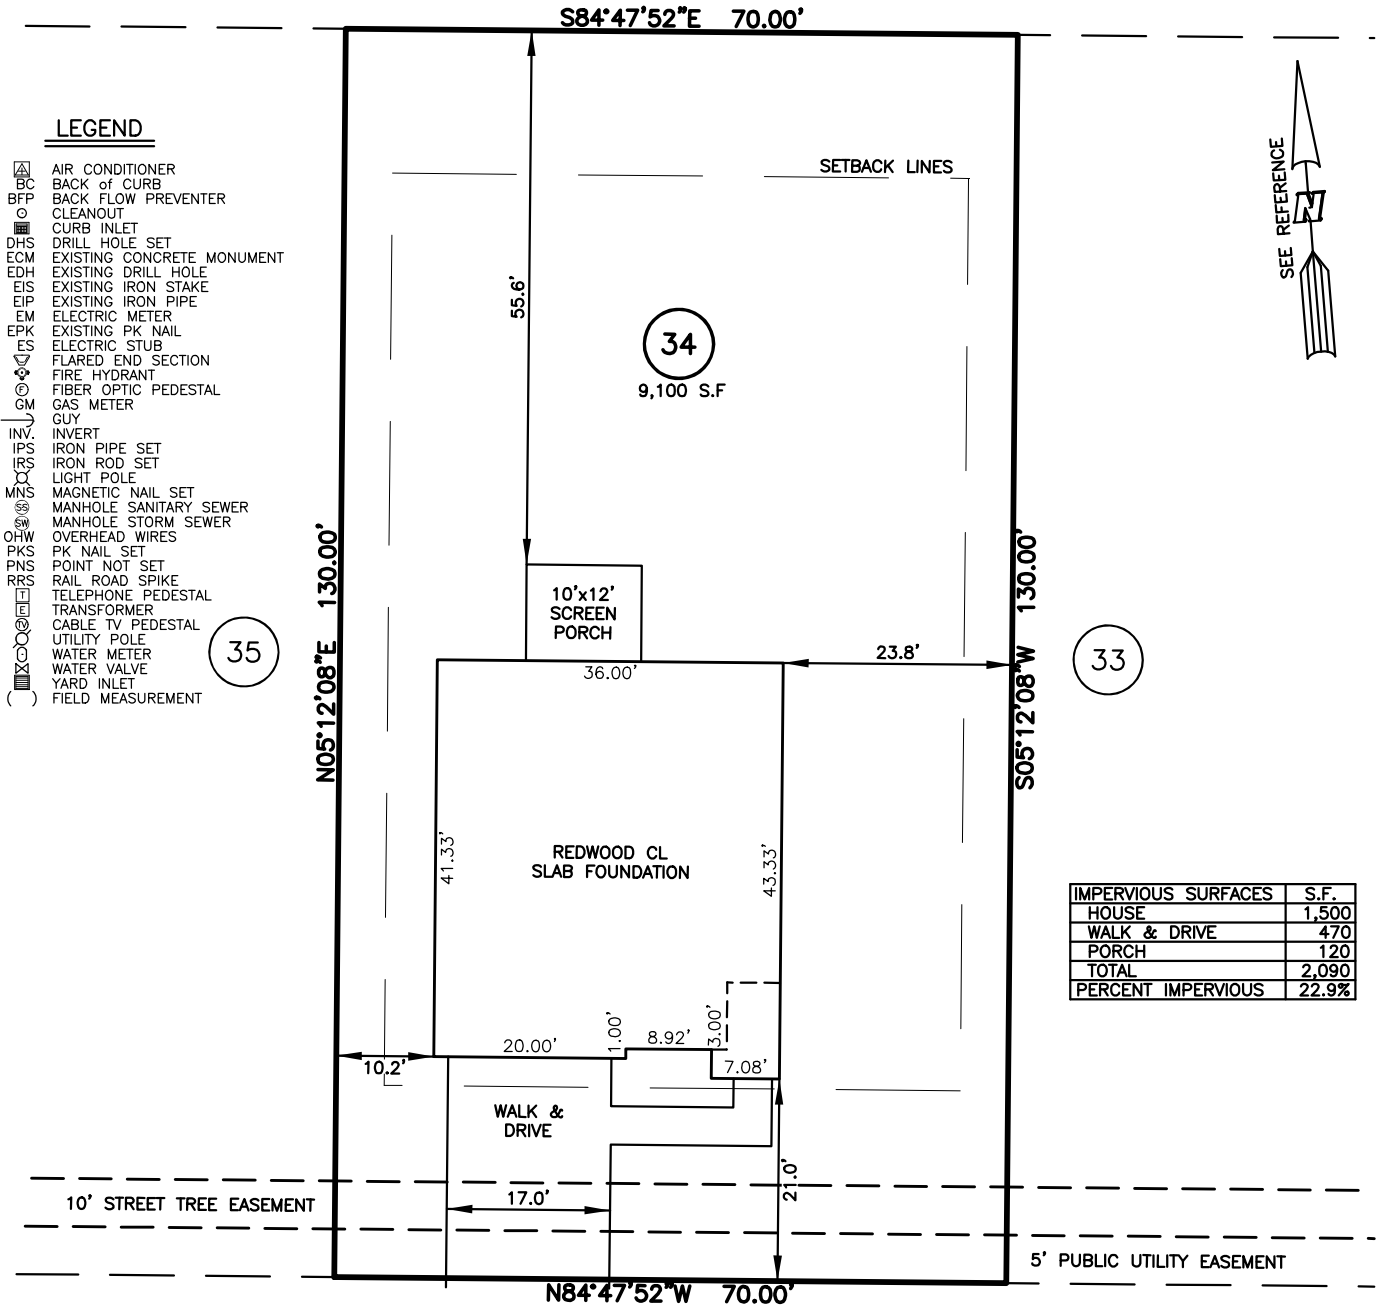 S84°47'52"E 70.00'
LEGEND
AIR CONDITIONER
BC BACK of CURB
BFP BACK FLOW PREVENTER
CLEANOUT
CURB INLET
DHS DRILL HOLE SET
ECM EXISTING CONCRETE MONUMENT
EDH EXISTING DRILL HOLE
EIS EXISTING IRON STAKE
EIP EXISTING IRON PIPE
EM ELECTRIC METER
EPK EXISTING PK NAIL
ES ELECTRIC STUB
FLARED END SECTION
FIRE HYDRANT
F FIBER OPTIC PEDESTAL
GM GAS METER
GUY
INV. INVERT
IPS IRON PIPE SET
IRS IRON ROD SET
LIGHT POLE
MNS MAGNETIC NAIL SET
SS MANHOLE SANITARY SEWER
SW MANHOLE STORM SEWER
OHW OVERHEAD WIRES
PKS PK NAIL SET
PNS POINT NOT SET
RRS RAIL ROAD SPIKE
T TELEPHONE PEDESTAL
E TRANSFORMER
TV CABLE TV PEDESTAL
UTILITY POLE
WATER METER
WATER VALVE
YARD INLET
( ) FIELD MEASUREMENT
SETBACK LINES
SEE REFERENCE
N
55.6'
34
9,100 S.F
N05°12'08"E 130.00'
S05°12'08"W 130.00'
10'x12'
SCREEN
PORCH
35
33
23.8'
36.00'
41.33'
43.33'
REDWOOD CL
SLAB FOUNDATION
IMPERVIOUS SURFACES S.F.
HOUSE 1,500
WALK & DRIVE 470
PORCH 120
TOTAL 2,090
PERCENT IMPERVIOUS 22.9%
20.00'
1.00'
8.92'
3.00'
7.08'
10.2'
WALK &
DRIVE
21.0'
17.0'
10' STREET TREE EASEMENT
5' PUBLIC UTILITY EASEMENT
N84°47'52"W 70.00'